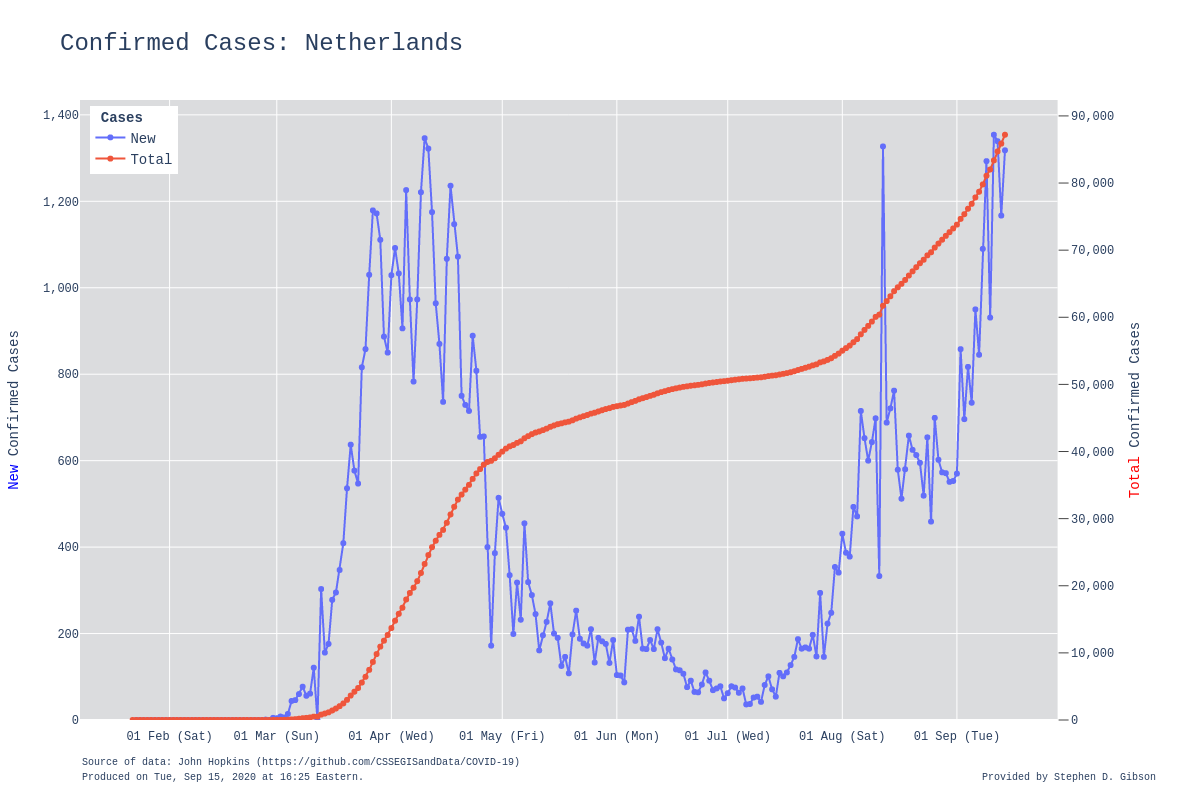 Confirmed Cases: Netherlands
Cases
New
Total
1,400
1,200
1,000
800
600
400
200
0
New Confirmed Cases
90,000
80,000
70,000
60,000
50,000
40,000
30,000
20,000
10,000
0
Total Confirmed Cases
01 Feb (Sat)
01 Mar (Sun)
01 Apr (Wed)
01 May (Fri)
01 Jun (Mon)
01 Jul (Wed)
01 Aug (Sat)
01 Sep (Tue)
Source of data: John Hopkins (https://github.com/CSSEGISandData/COVID-19)
Produced on Tue, Sep 15, 2020 at 16:25 Eastern.
Provided by Stephen D. Gibson